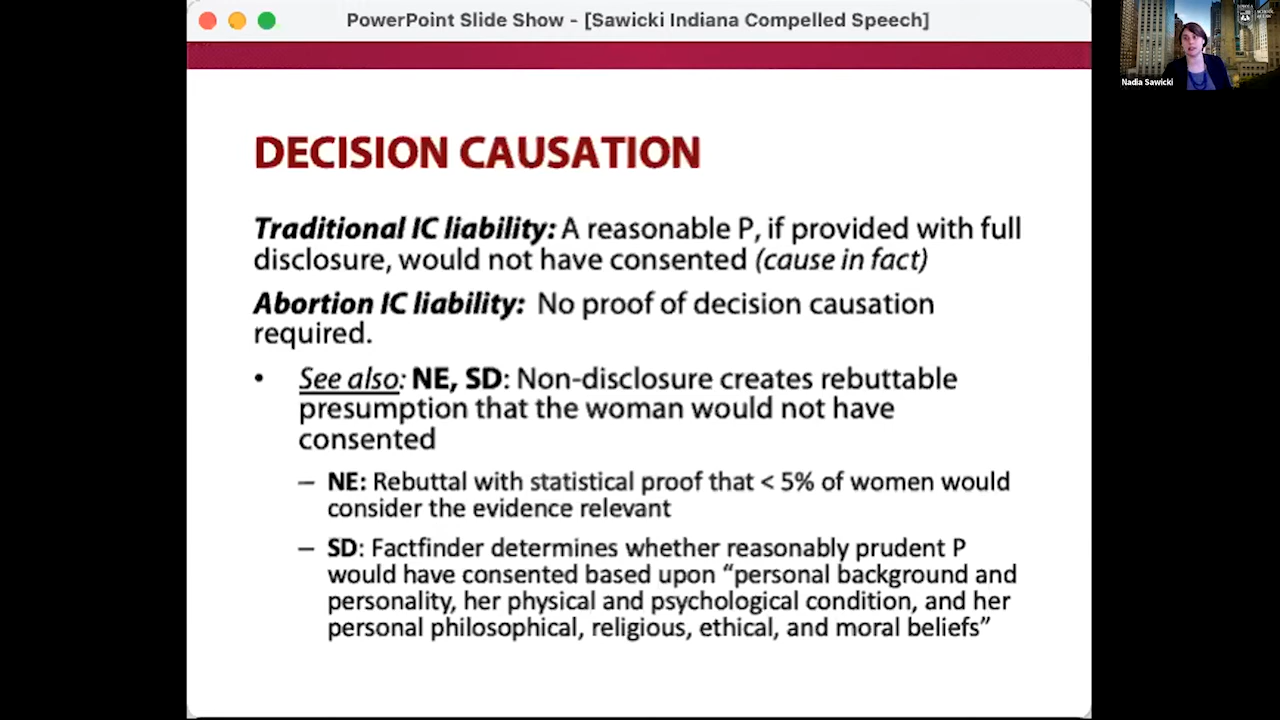 PowerPoint Slide Show - [Sawicki Indiana Compelled Speech]
Nadia Sawicki
DECISION CAUSATION
Traditional IC liability: A reasonable P, if provided with full
disclosure, would not have consented (cause in fact)
Abortion IC liability: No proof of decision causation
required.
• See also: NE, SD: Non-disclosure creates rebuttable
presumption that the woman would not have
consented
– NE: Rebuttal with statistical proof that < 5% of women would
consider the evidence relevant
– SD: Factfinder determines whether reasonably prudent P
would have consented based upon “personal background and
personality, her physical and psychological condition, and her
personal philosophical, religious, ethical, and moral beliefs”